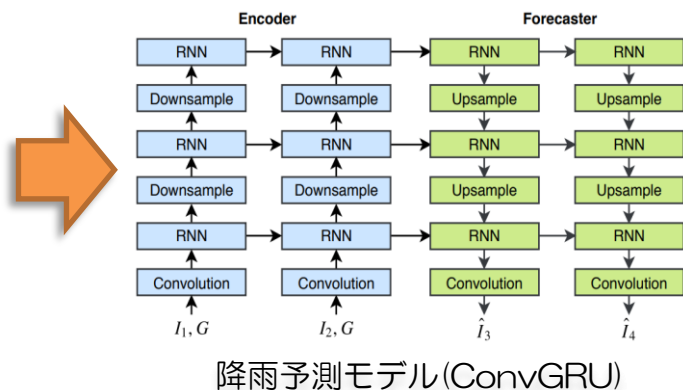 Encoder Forecaster
RNN RNN RNN RNN
Downsample Downsample Upsample Upsample
RNN RNN RNN RNN
Downsample Downsample Upsample Upsample
RNN RNN RNN RNN
Convolution Convolution Convolution Convolution
I₁, G I₂, G Î₃ Î₄
降雨予測モデル(ConvGRU)